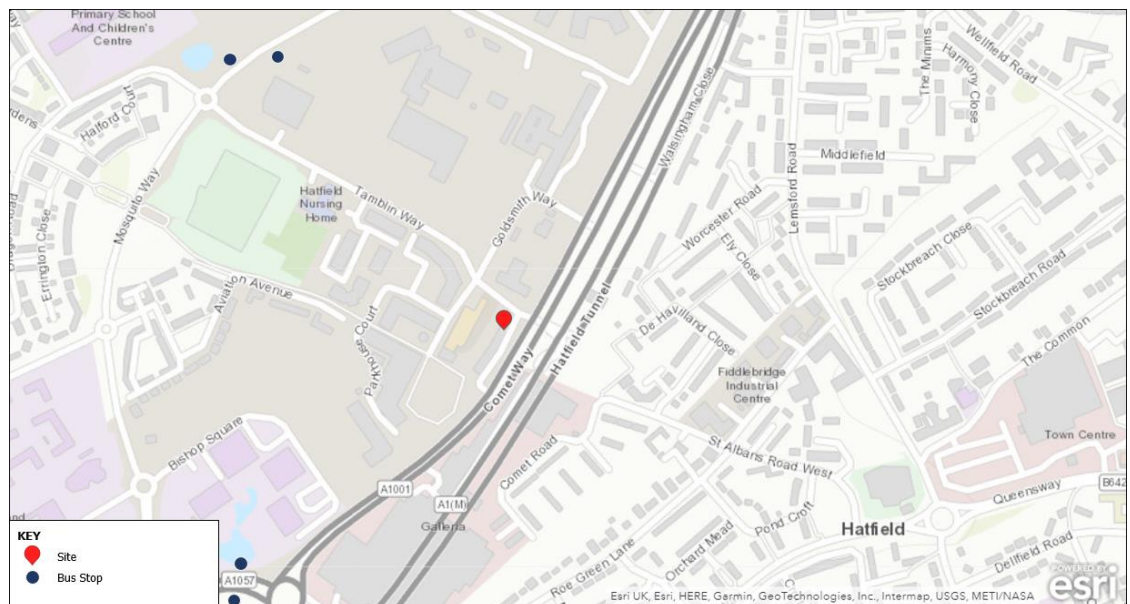 Primary School
And Children's
Centre
Halford Court
Mosquito Way
Errington Close
Hatfield
Nursing
Home
Tamblin Way
Goldsmith Way
Aviation Avenue
Parkhouse Court
Bishop Square
Comet Way
Hatfield Tunnel
Walsingham Close
Worcester Road
Ely Close
De Havilland Close
Fiddlebridge
Industrial
Centre
Lemsford Road
The Minims
Wellfield Road
Harmony Close
Middlefield
Stockbreach Close
Stockbreach Road
The Common
Town Centre
B642
Queensway
St Albans Road West
Comet Road
A1001
A1(M)
Galleria
Hatfield
Pond Croft
Orchard Mead
Roe Green Lane
Dellfield Road
A1057
KEY
Site
Bus Stop
POWERED BY
esri
Esri UK, Esri, HERE, Garmin, GeoTechnologies, Inc., Intermap, USGS, METI/NASA